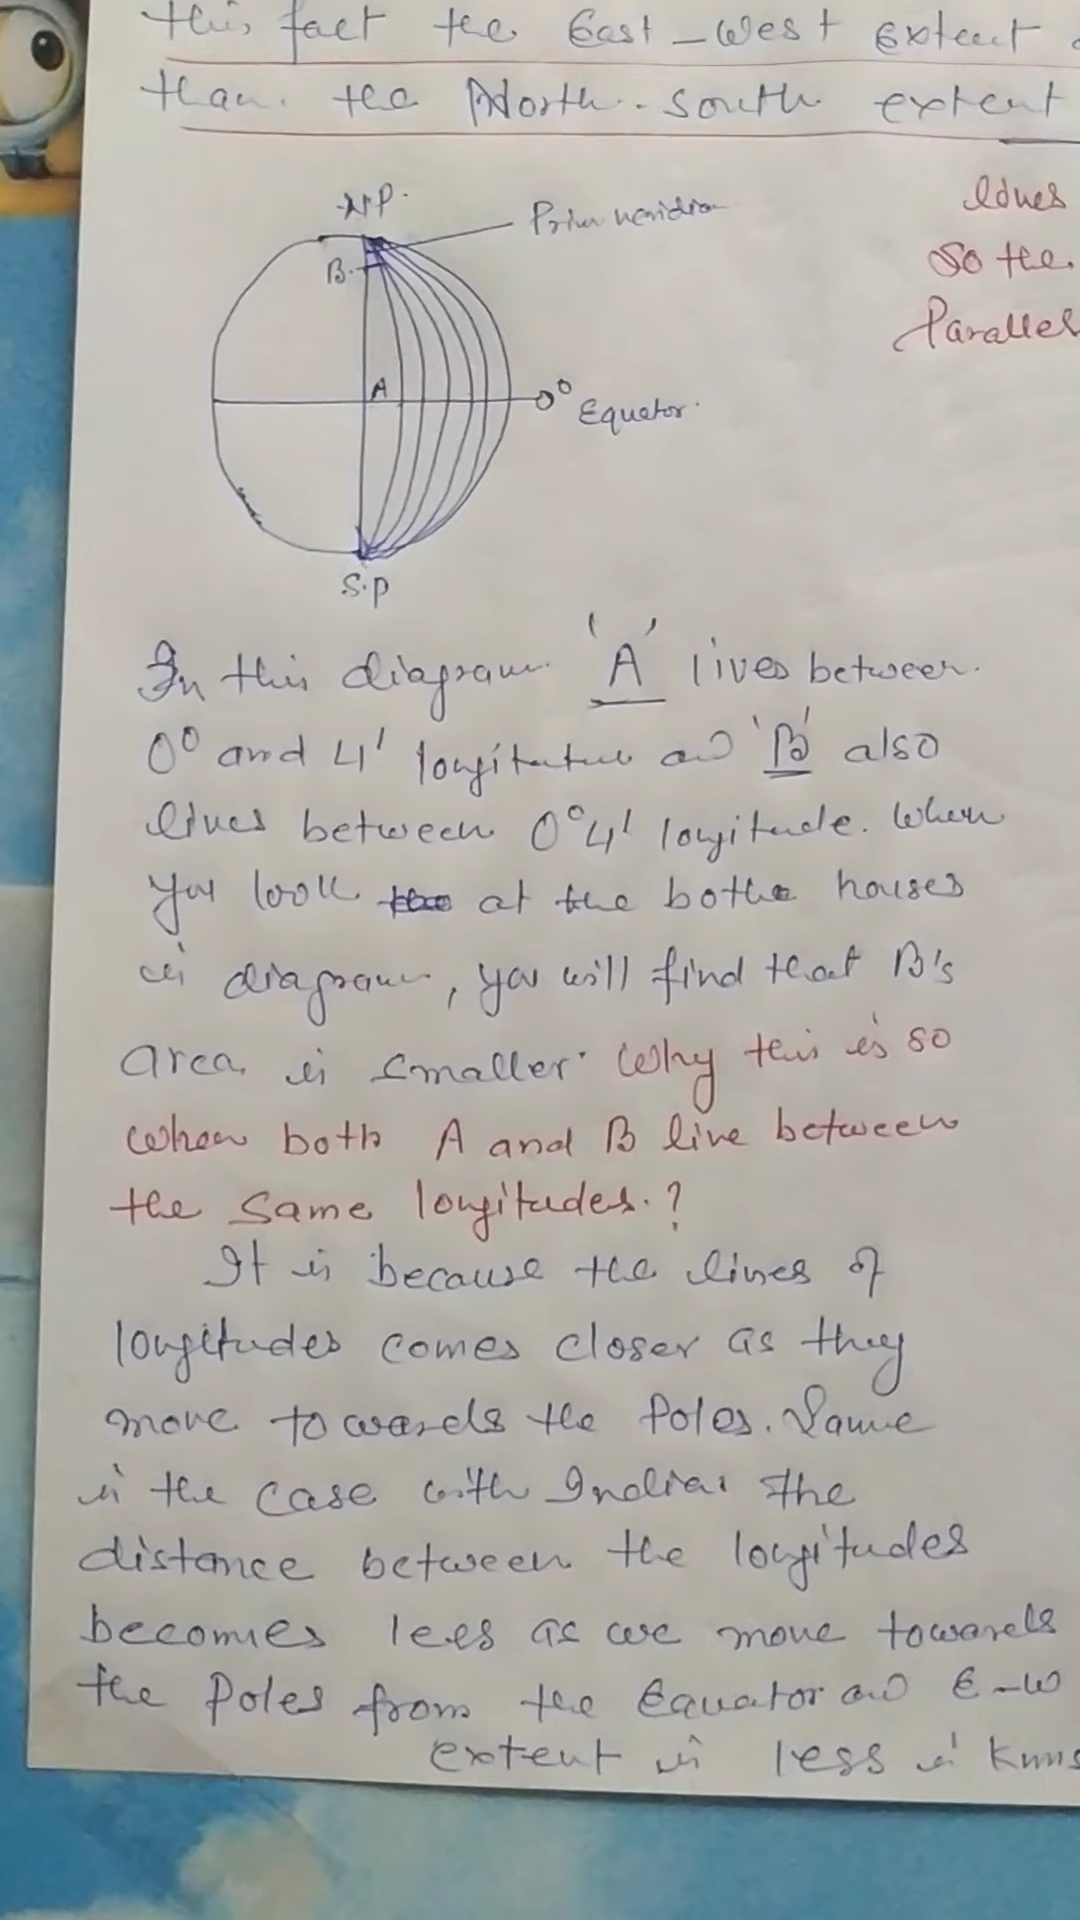 this fact the East-West extent
than the North-South extent
lines
So the
Parallel
N.P.
Prime meridian
B.
A
0° Equator.
S.P
In this diagram 'A' lives between
0° and 4' longitude and 'B' also
lives between 0°4' longitude. When
you look at the bothe houses
in diagram, you will find that B's
area is smaller. Why this is so
when both A and B live between
the same longitudes.?
It is because the lines of
longitudes comes closer as they
move towards the Poles. Same
is the case with India. The
distance between the longitudes
becomes less as we move towards
the Poles from the Equator and E-W
extent is less in kms